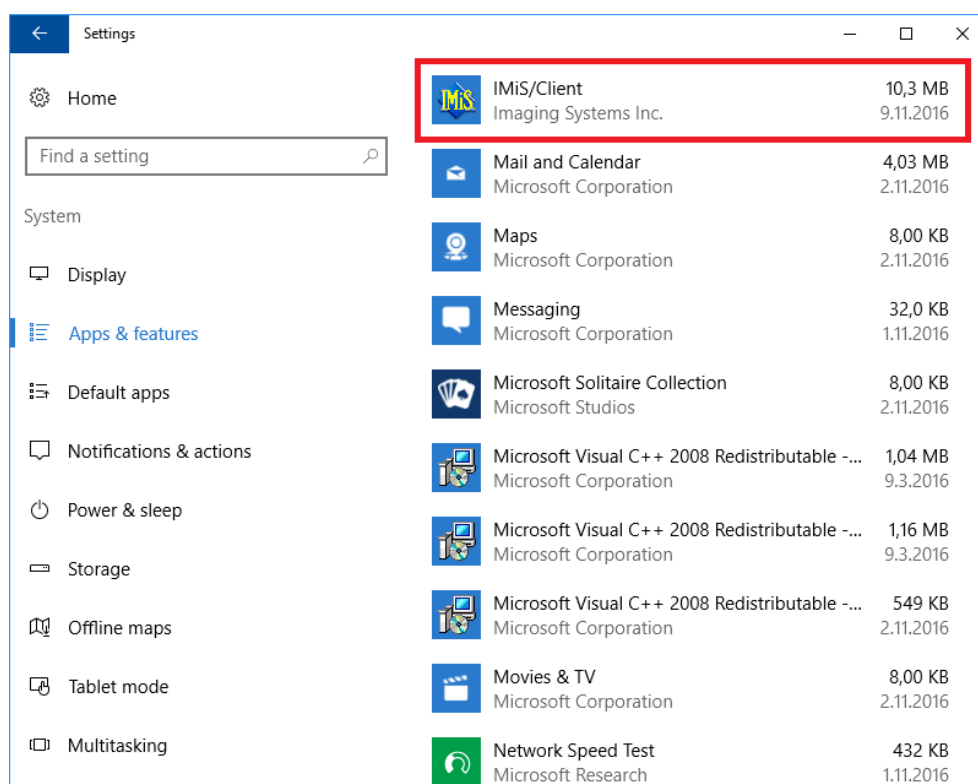 Settings
Home
Find a setting
System
Display
Apps & features
Default apps
Notifications & actions
Power & sleep
Storage
Offline maps
Tablet mode
Multitasking
IMiS
IMiS/Client 10,3 MB
Imaging Systems Inc. 9.11.2016
Mail and Calendar 4,03 MB
Microsoft Corporation 2.11.2016
Maps 8,00 KB
Microsoft Corporation 2.11.2016
Messaging 32,0 KB
Microsoft Corporation 1.11.2016
Microsoft Solitaire Collection 8,00 KB
Microsoft Studios 2.11.2016
Microsoft Visual C++ 2008 Redistributable -... 1,04 MB
Microsoft Corporation 9.3.2016
Microsoft Visual C++ 2008 Redistributable -... 1,16 MB
Microsoft Corporation 9.3.2016
Microsoft Visual C++ 2008 Redistributable -... 549 KB
Microsoft Corporation 2.11.2016
Movies & TV 8,00 KB
Microsoft Corporation 2.11.2016
Network Speed Test 432 KB
Microsoft Research 1.11.2016